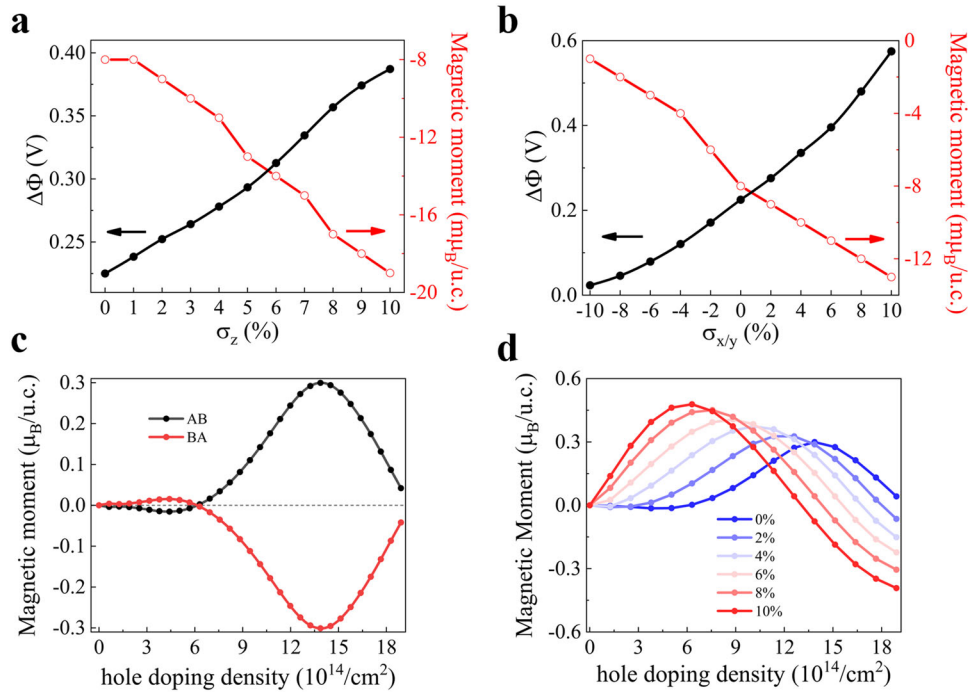 a
ΔΦ (V)
0.40
0.35
0.30
0.25
0 1 2 3 4 5 6 7 8 9 10
σz (%)
-8
-12
-16
-20
Magnetic moment (mμB/u.c.)
b
ΔΦ (V)
0.6
0.4
0.2
0.0
-10 -8 -6 -4 -2 0 2 4 6 8 10
σx/y (%)
0
-4
-8
-12
Magnetic moment (mμB/u.c.)
c
Magnetic moment (μB/u.c.)
0.3
0.2
0.1
0.0
-0.1
-0.2
-0.3
AB
BA
0 3 6 9 12 15 18
hole doping density (10^14/cm^2)
d
Magnetic Moment (μB/u.c.)
0.6
0.3
0.0
-0.3
-0.6
0%
2%
4%
6%
8%
10%
0 3 6 9 12 15 18
hole doping density (10^14/cm^2)